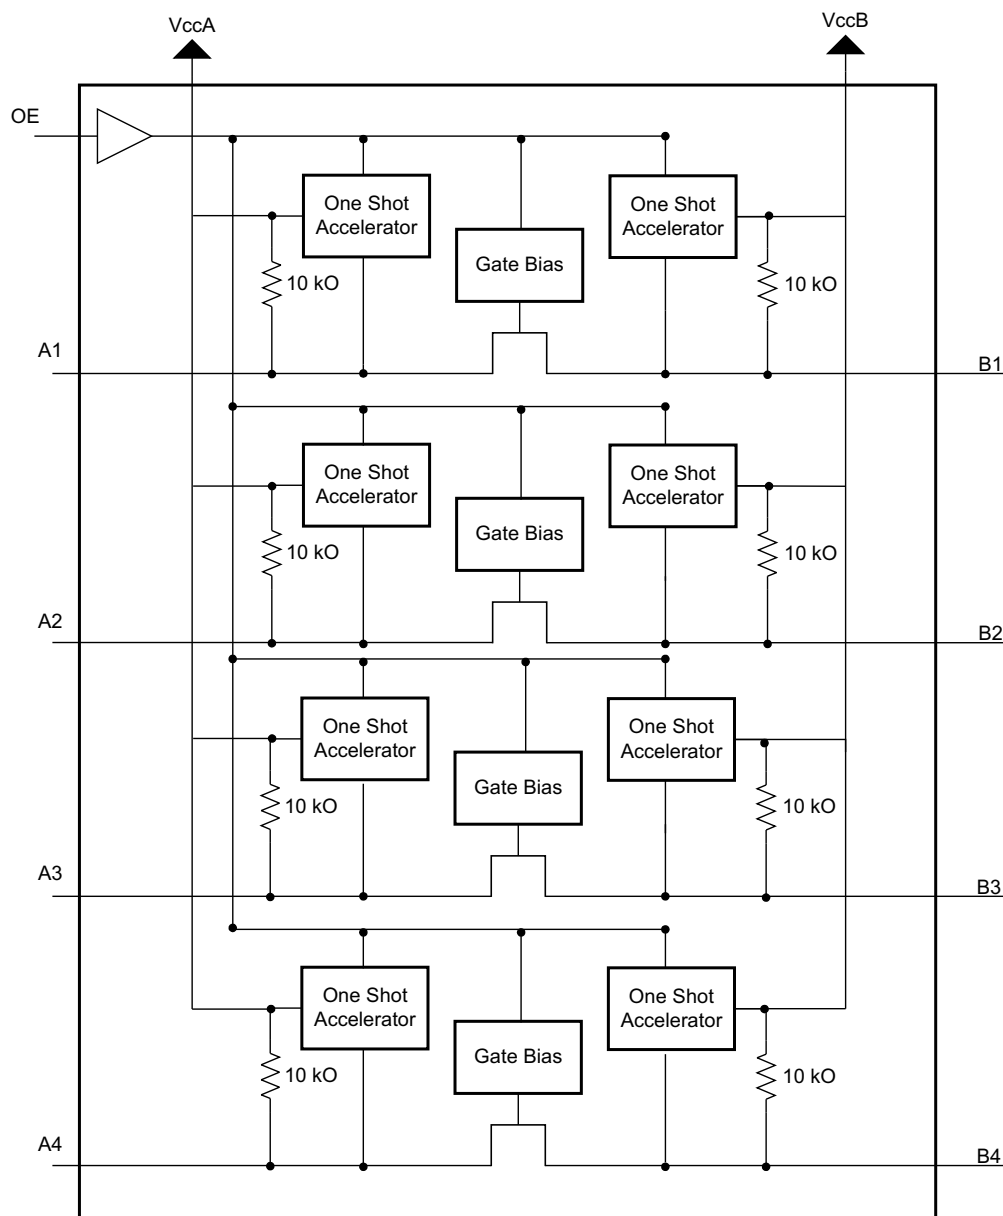 VccA
VccB
OE
One Shot
Accelerator
One Shot
Accelerator
Gate Bias
10 kO
10 kO
A1
B1
One Shot
Accelerator
One Shot
Accelerator
Gate Bias
10 kO
10 kO
A2
B2
One Shot
Accelerator
One Shot
Accelerator
Gate Bias
10 kO
10 kO
A3
B3
One Shot
Accelerator
One Shot
Accelerator
Gate Bias
10 kO
10 kO
A4
B4